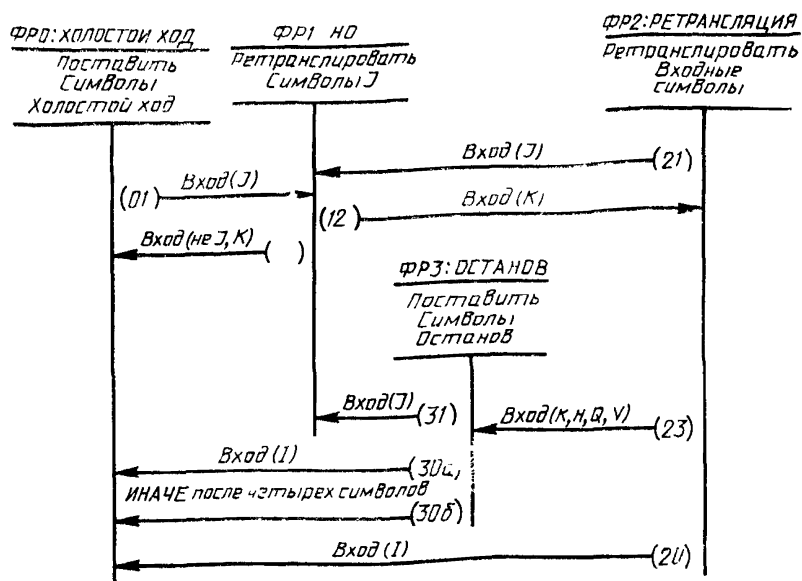 ФР0: ХОЛОСТОЙ ХОД
Поставить
Символы
Холостой ход
ФР1 НО
Ретранслировать
Символы J
ФР2: РЕТРАНСЛЯЦИЯ
Ретранслировать
Входные
символы
Вход (J)
(21)
(01)
Вход (J)
(12)
Вход (K)
Вход (не J, K)
( )
ФР3: ОСТАНОВ
Поставить
Символы
Останов
Вход (J)
(31)
Вход (K, H, Q, V)
(23)
Вход (I)
(30а)
ИНАЧЕ после четырех символов
(30б)
Вход (I)
(20)